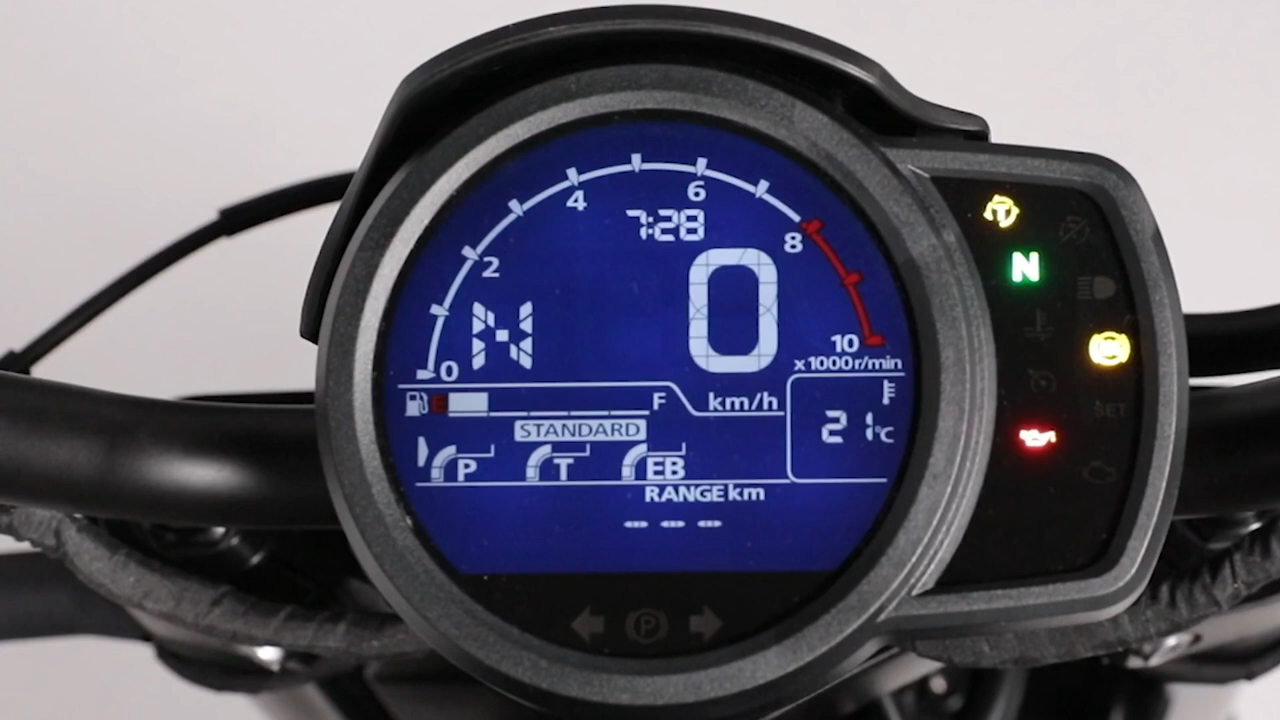 4
6
7:28
8
2
N
0
0
10
x1000r/min
E
F
km/h
STANDARD
21°C
P
T
EB
RANGE km
--- 
P
T
N
SET